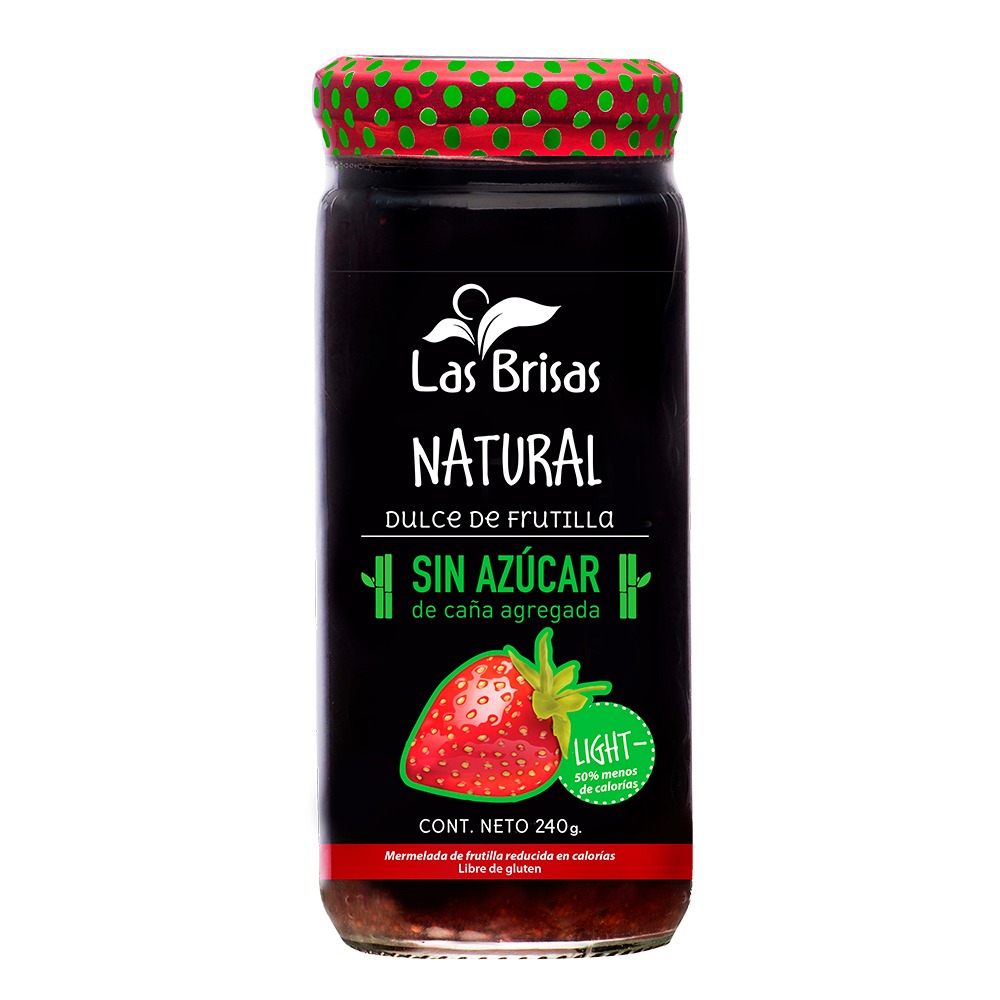 Las Brisas
NATURAL
DULCE DE FRUTILLA
SIN AZÚCAR
de caña agregada
LIGHT-
50% menos
de calorías
CONT. NETO 240g.
Mermelada de frutilla reducida en calorías
Libre de gluten